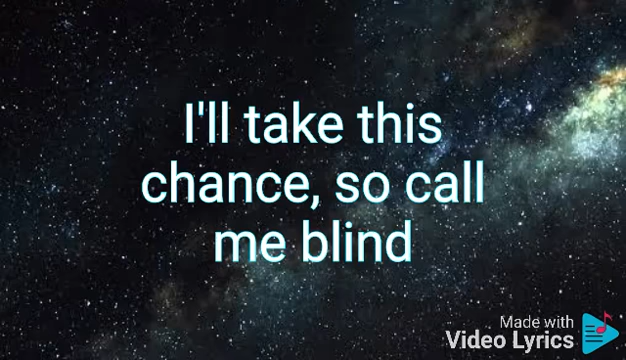 I'll take this
chance, so call
me blind
Made with
Video Lyrics